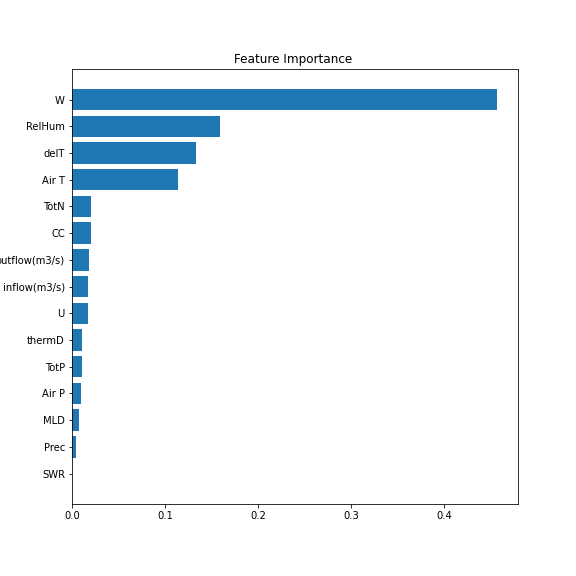 Feature Importance
W
RelHum
delT
Air T
TotN
CC
outflow(m3/s)
inflow(m3/s)
U
thermD
TotP
Air P
MLD
Prec
SWR
0.0 0.1 0.2 0.3 0.4